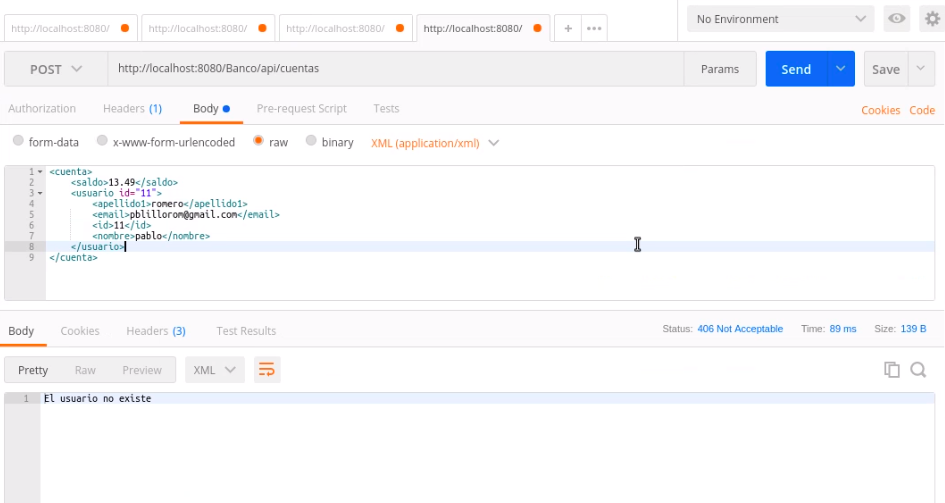 http://localhost:8080/ http://localhost:8080/ http://localhost:8080/ http://localhost:8080/ + ••• No Environment
POST http://localhost:8080/Banco/api/cuentas Params Send Save
Authorization Headers (1) Body Pre-request Script Tests Cookies Code
form-data x-www-form-urlencoded raw binary XML (application/xml)
1 <cuenta>
2 <saldo>13.49</saldo>
3 <usuario id="11">
4 <apellido1>romero</apellido1>
5 <email>pblillorom@gmail.com</email>
6 <id>11</id>
7 <nombre>pablo</nombre>
8 </usuario>
9 </cuenta>
Body Cookies Headers (3) Test Results Status: 406 Not Acceptable Time: 89 ms Size: 139 B
Pretty Raw Preview XML
1 El usuario no existe